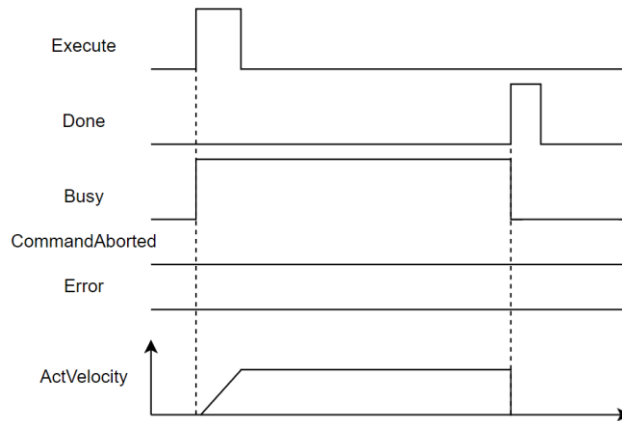 Execute
Done
Busy
CommandAborted
Error
ActVelocity